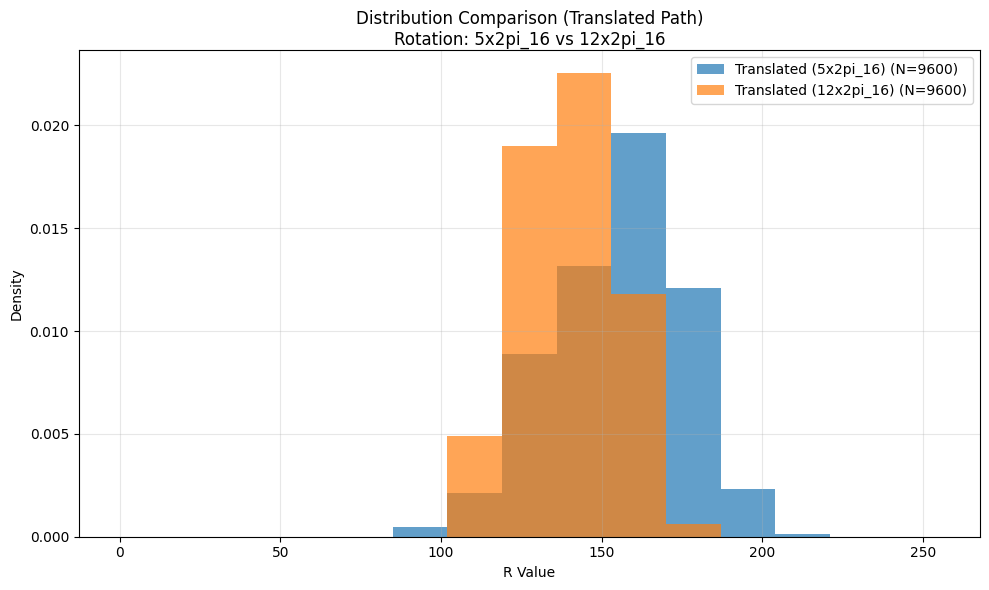 Distribution Comparison (Translated Path)
Rotation: 5x2pi_16 vs 12x2pi_16
Translated (5x2pi_16) (N=9600)
Translated (12x2pi_16) (N=9600)
0.020
0.015
0.010
0.005
0.000
Density
0 50 100 150 200 250
R Value